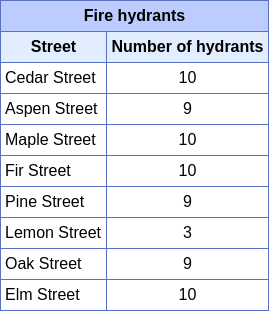 Fire hydrants
Street Number of hydrants
Cedar Street 10
Aspen Street 9
Maple Street 10
Fir Street 10
Pine Street 9
Lemon Street 3
Oak Street 9
Elm Street 10